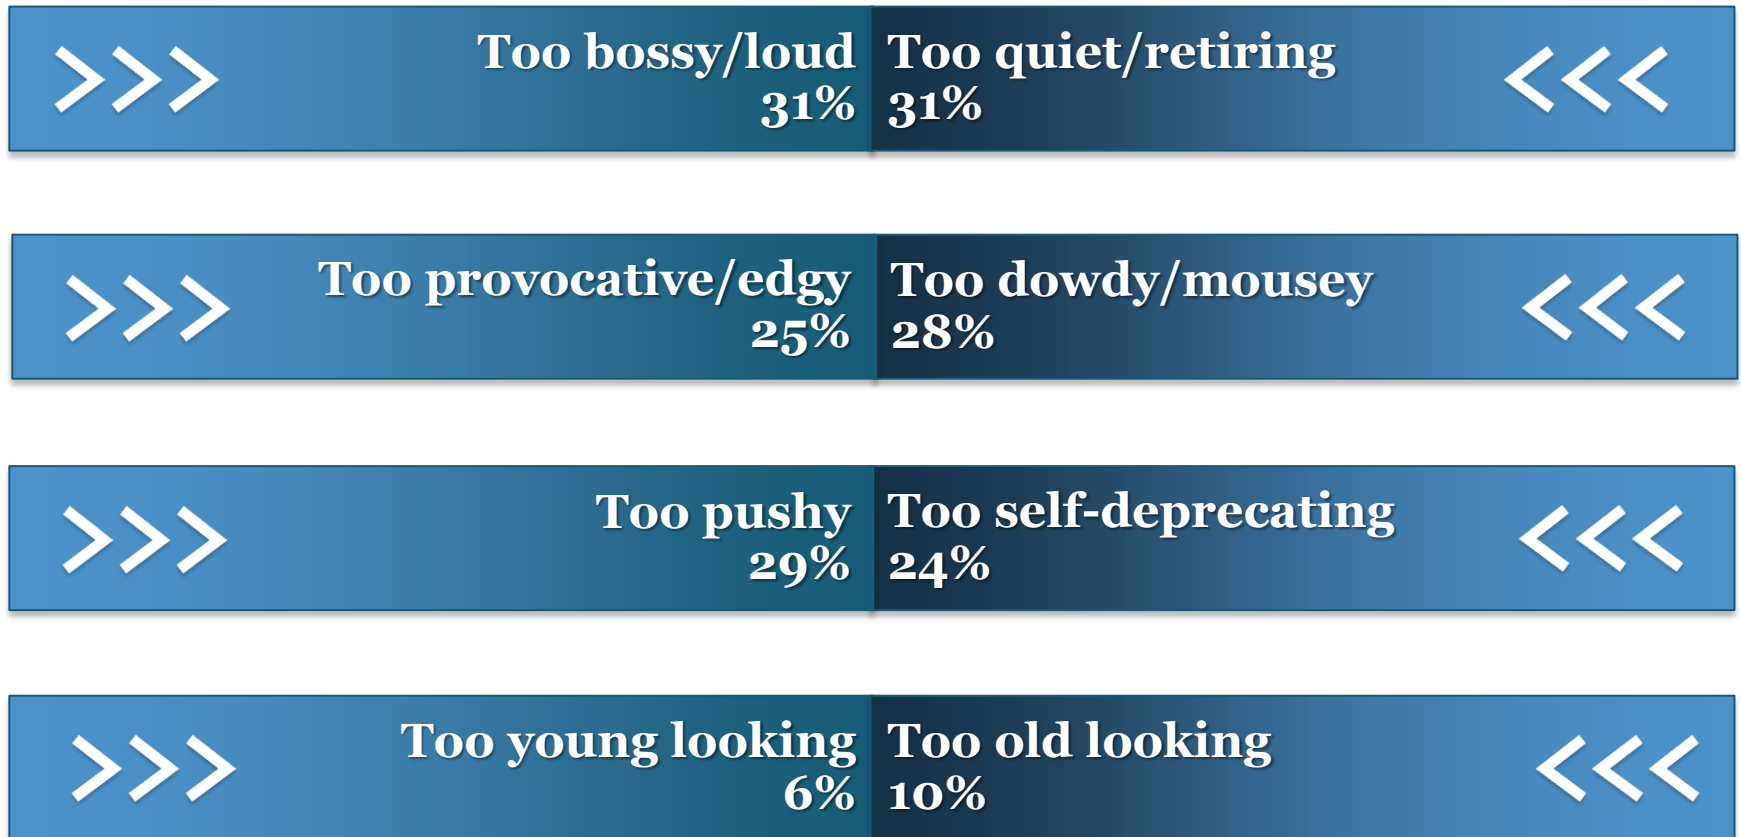 Too bossy/loud
31%
Too quiet/retiring
31%
Too provocative/edgy
25%
Too dowdy/mousey
28%
Too pushy
29%
Too self-deprecating
24%
Too young looking
6%
Too old looking
10%